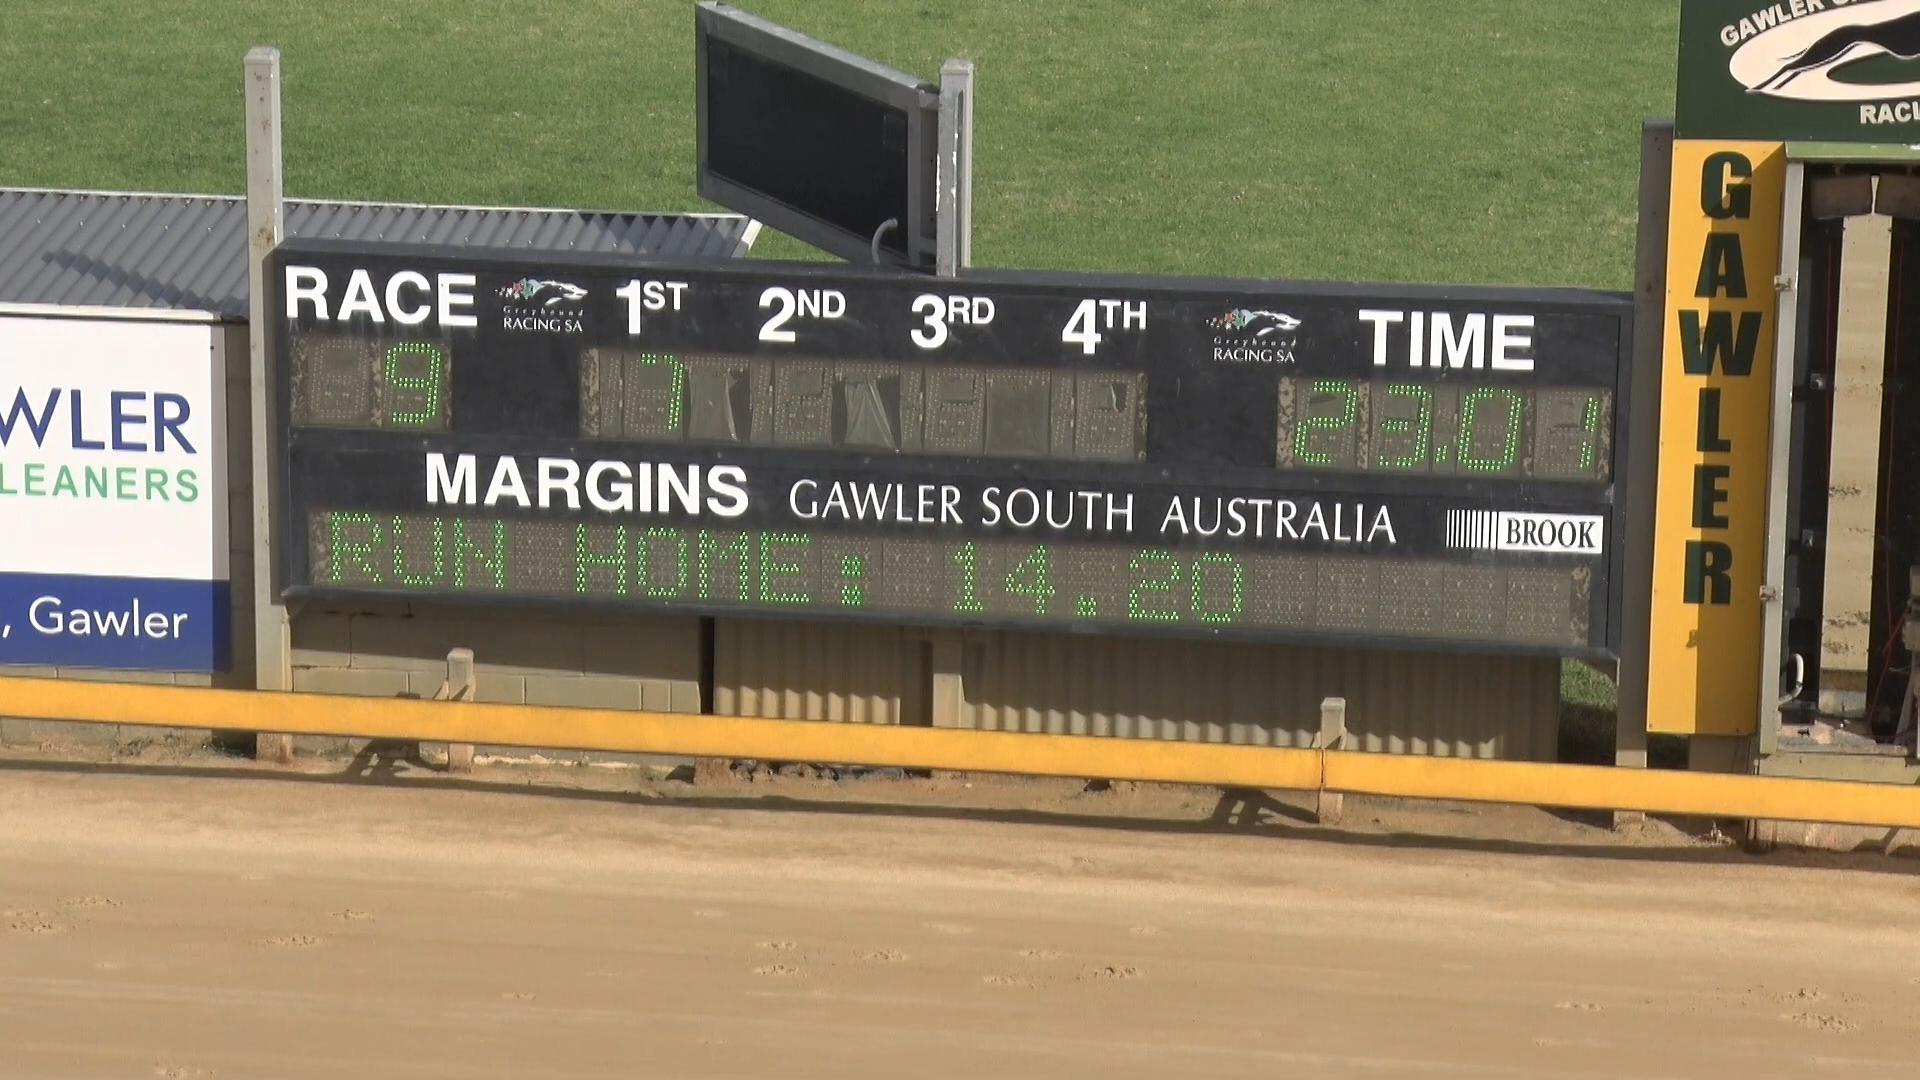 GAWLER
RACI
GAWLER
RACE
Greyhound
RACING SA
1ST
2ND
3RD
4TH
Greyhound
RACING SA
TIME
9
7
23.01
MARGINS
GAWLER SOUTH AUSTRALIA
BROOK
RUN HOME: 14.20
WLER
LEANERS
, Gawler